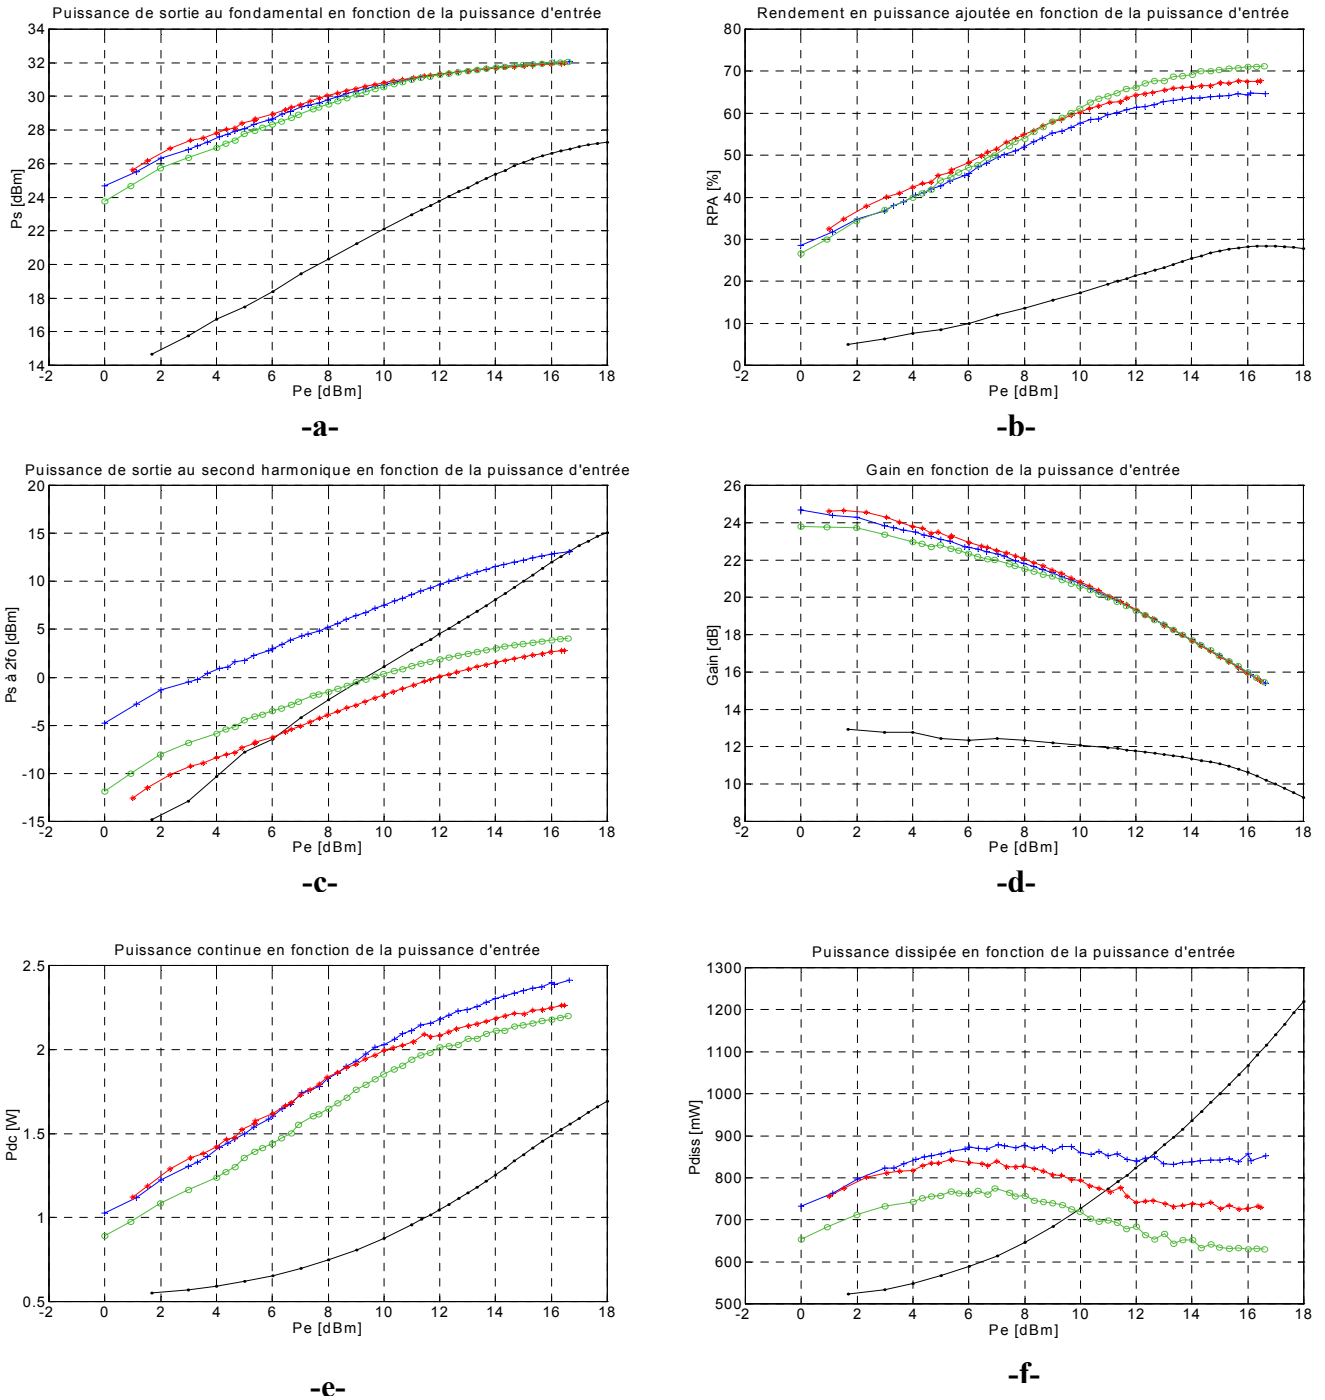 Puissance de sortie au fondamental en fonction de la puissance d'entrée
34
32
30
28
26
24
22
20
18
16
14
Ps [dBm]
-2 0 2 4 6 8 10 12 14 16 18
Pe [dBm]
-a-
Rendement en puissance ajoutée en fonction de la puissance d'entrée
80
70
60
50
40
30
20
10
0
RPA [%]
-2 0 2 4 6 8 10 12 14 16 18
Pe [dBm]
-b-
Puissance de sortie au second harmonique en fonction de la puissance d'entrée
20
15
10
5
0
-5
-10
-15
Ps à 2fo [dBm]
-2 0 2 4 6 8 10 12 14 16 18
Pe [dBm]
-c-
Gain en fonction de la puissance d'entrée
26
24
22
20
18
16
14
12
10
8
Gain [dB]
-2 0 2 4 6 8 10 12 14 16 18
Pe [dBm]
-d-
Puissance continue en fonction de la puissance d'entrée
2.5
2
1.5
1
0.5
Pdc [W]
-2 0 2 4 6 8 10 12 14 16 18
Pe [dBm]
-e-
Puissance dissipée en fonction de la puissance d'entrée
1300
1200
1100
1000
900
800
700
600
500
Pdiss [mW]
-2 0 2 4 6 8 10 12 14 16 18
Pe [dBm]
-f-